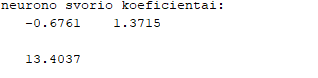 neurono svorio koeficientai:
-0.6761 1.3715
13.4037